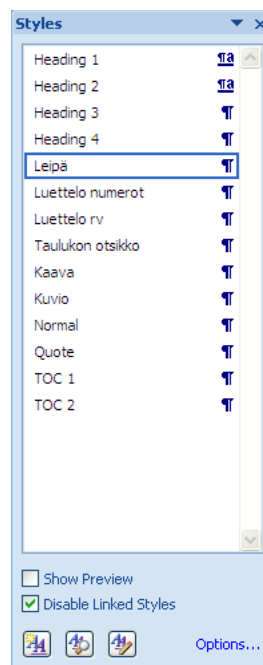 Styles
Heading 1 ¶a
Heading 2 ¶a
Heading 3 ¶
Heading 4 ¶
Leipä ¶
Luettelo numerot ¶
Luettelo rv ¶
Taulukon otsikko ¶
Kaava ¶
Kuvio ¶
Normal ¶
Quote ¶
TOC 1 ¶
TOC 2 ¶
Show Preview
Disable Linked Styles
Options...